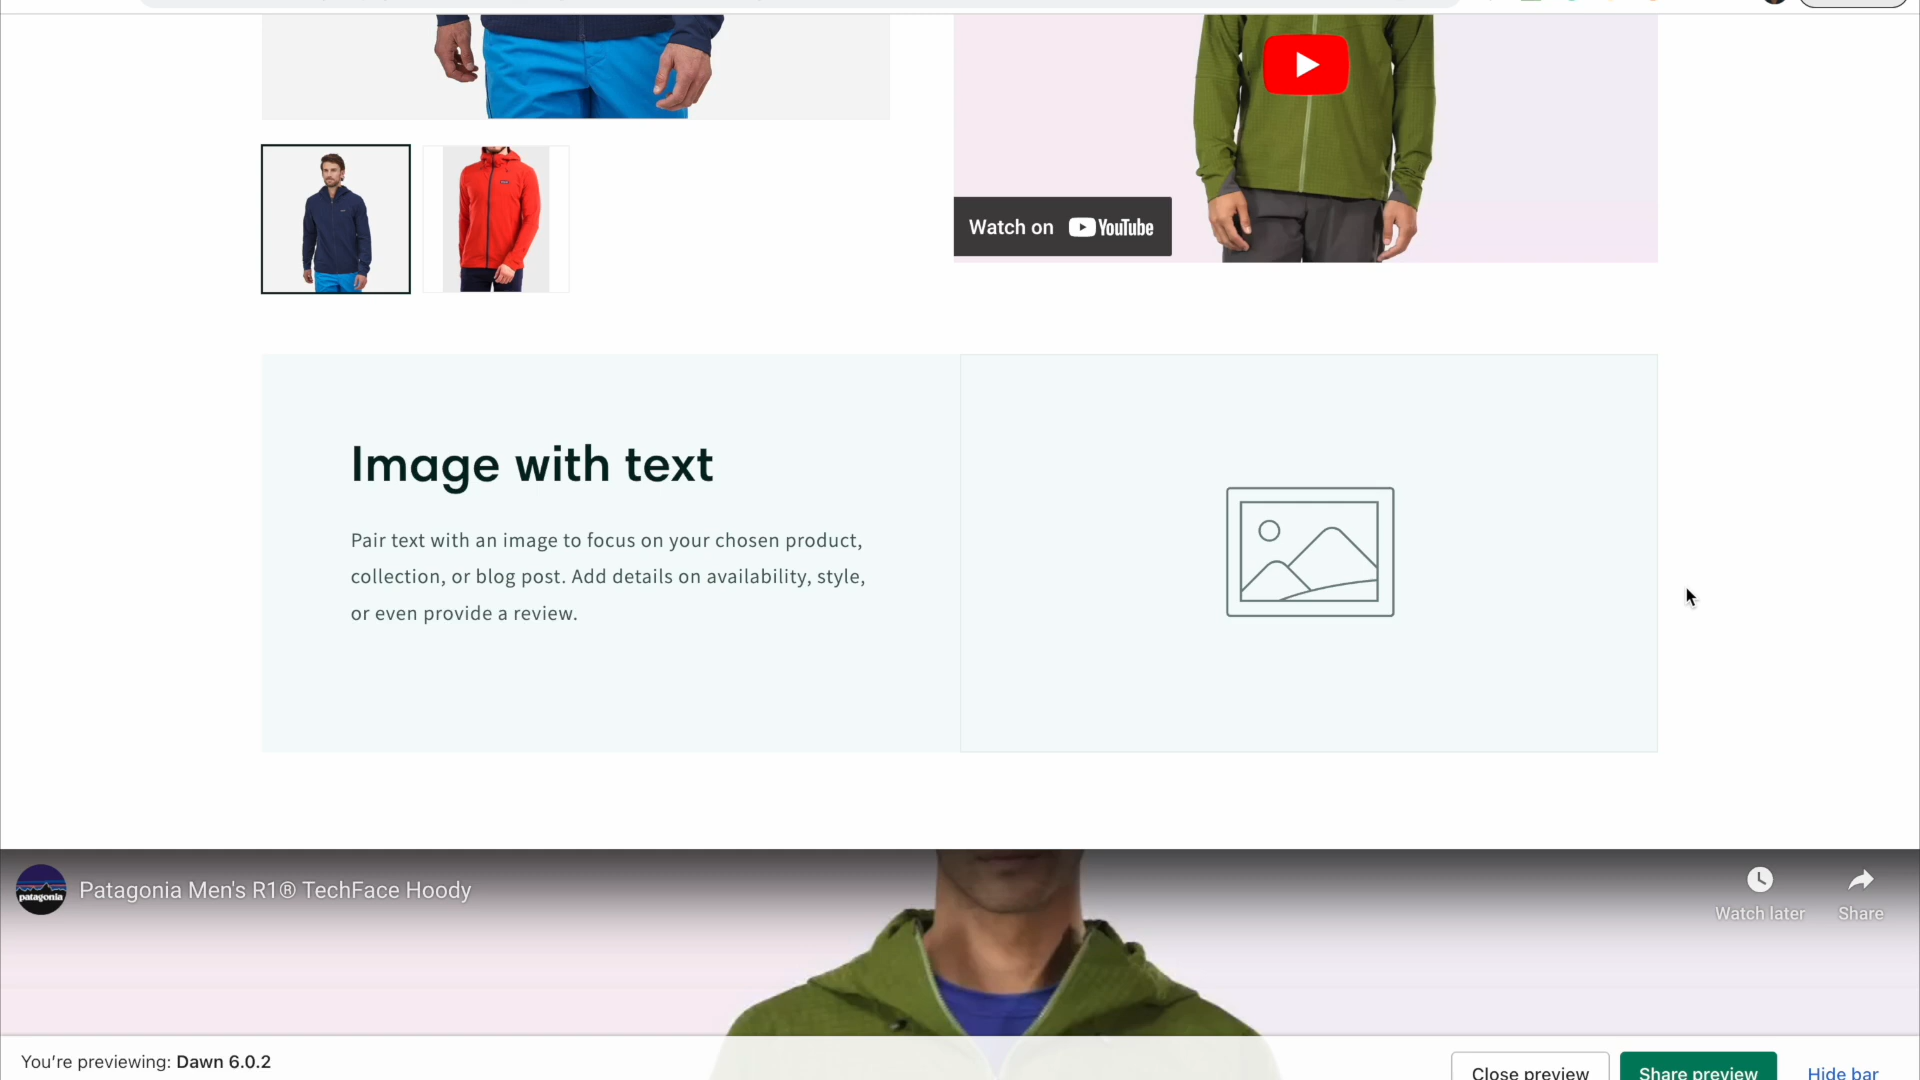 Watch on YouTube
Image with text
Pair text with an image to focus on your chosen product,
collection, or blog post. Add details on availability, style,
or even provide a review.
patagonia
Patagonia Men's R1® TechFace Hoody
Watch later
Share
You're previewing: Dawn 6.0.2
Close preview
Share preview
Hide bar